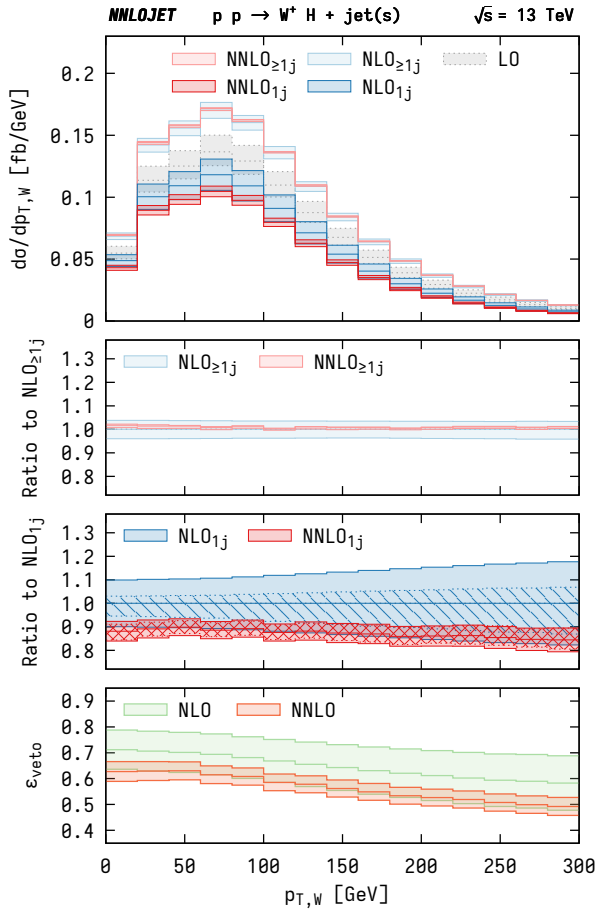 NNLOJET p p → W⁺ H + jet(s) √s = 13 TeV
NNLO≥1j NLO≥1j LO
NNLO1j NLO1j
0.2
0.15
0.1
0.05
0
dσ/dpT,W [fb/GeV]
NLO≥1j NNLO≥1j
1.3
1.2
1.1
1.0
0.9
0.8
Ratio to NLO≥1j
NLO1j NNLO1j
1.3
1.2
1.1
1.0
0.9
0.8
Ratio to NLO1j
NLO NNLO
0.9
0.8
0.7
0.6
0.5
0.4
εveto
0 50 100 150 200 250 300
pT,W [GeV]